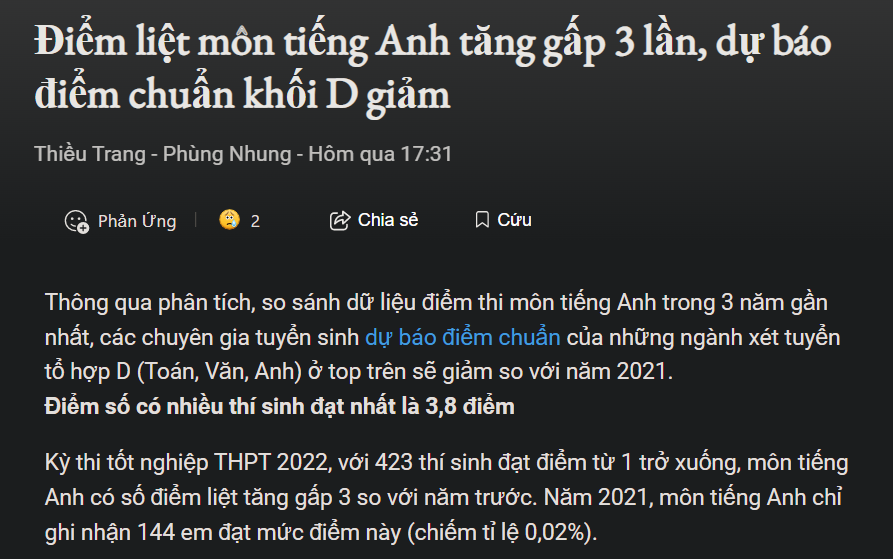 Điểm liệt môn tiếng Anh tăng gấp 3 lần, dự báo
điểm chuẩn khối D giảm
Thiều Trang - Phùng Nhung - Hôm qua 17:31
Phản Ứng
2
Chia sẻ
Cứu
Thông qua phân tích, so sánh dữ liệu điểm thi môn tiếng Anh trong 3 năm gần
nhất, các chuyên gia tuyển sinh dự báo điểm chuẩn của những ngành xét tuyển
tổ hợp D (Toán, Văn, Anh) ở top trên sẽ giảm so với năm 2021.
Điểm số có nhiều thí sinh đạt nhất là 3,8 điểm
Kỳ thi tốt nghiệp THPT 2022, với 423 thí sinh đạt điểm từ 1 trở xuống, môn tiếng
Anh có số điểm liệt tăng gấp 3 so với năm trước. Năm 2021, môn tiếng Anh chỉ
ghi nhận 144 em đạt mức điểm này (chiếm tỉ lệ 0,02%).